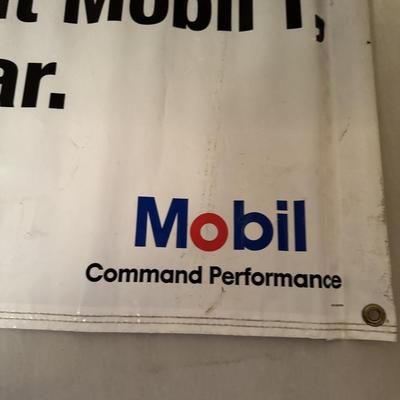 Mobil 1,
ar.
Mobil
Command Performance